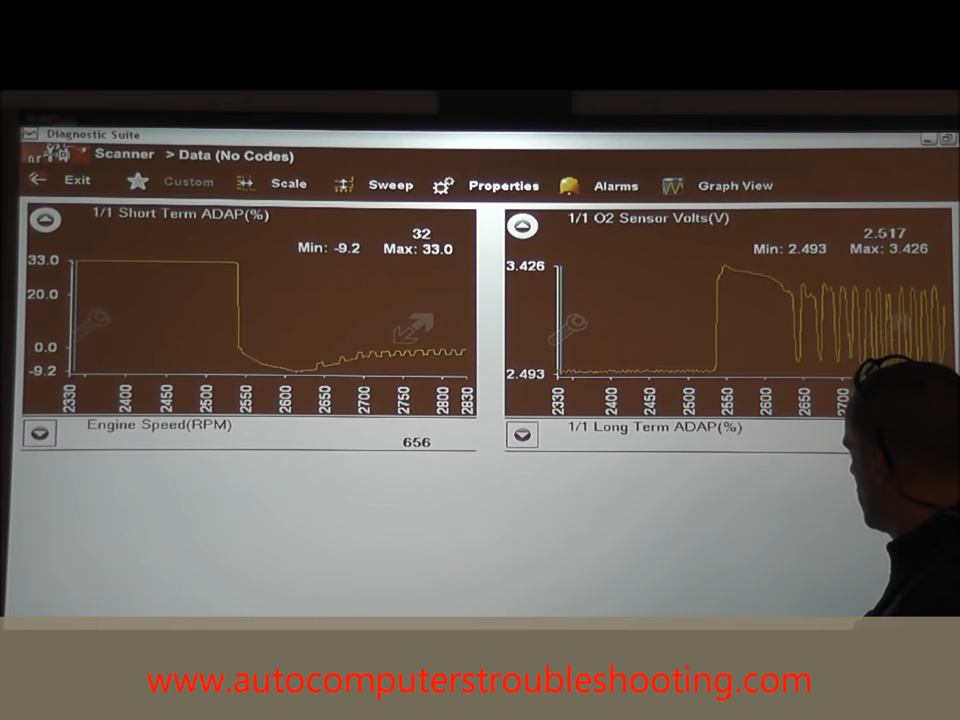 Diagnostic Suite
Scanner > Data (No Codes)
Exit Custom Scale Sweep Properties Alarms Graph View
1/1 Short Term ADAP(%)
32
Min: -9.2 Max: 33.0
33.0
20.0
0.0
-9.2
2330 2400 2450 2500 2550 2600 2650 2700 2750 2800 2830
Engine Speed(RPM)
656
1/1 O2 Sensor Volts(V)
2.517
Min: 2.493 Max: 3.426
3.426
2.493
2330 2400 2450 2500 2550 2600 2650 2700
1/1 Long Term ADAP(%)
www.autocomputerstroubleshooting.com